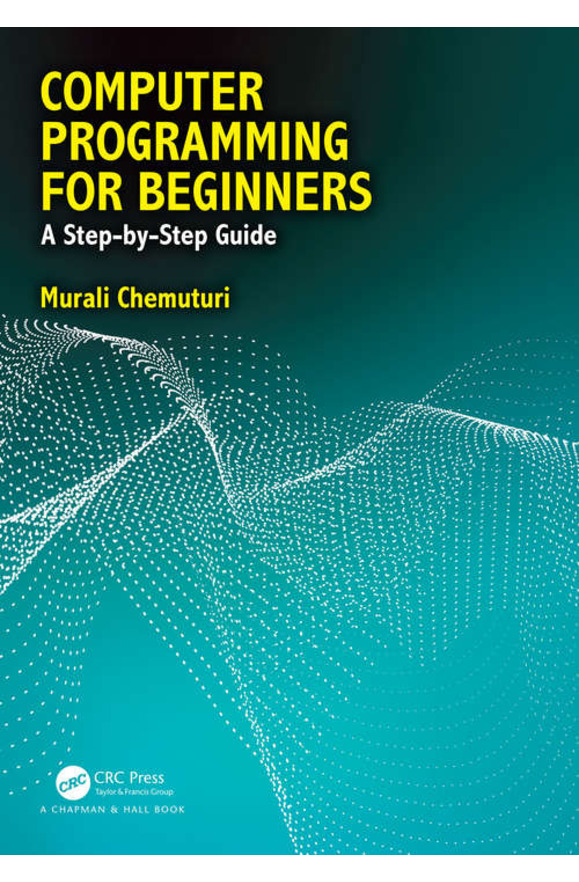 COMPUTER
PROGRAMMING
FOR BEGINNERS
A Step-by-Step Guide
Murali Chemuturi
CRC CRC Press
Taylor & Francis Group
A CHAPMAN & HALL BOOK